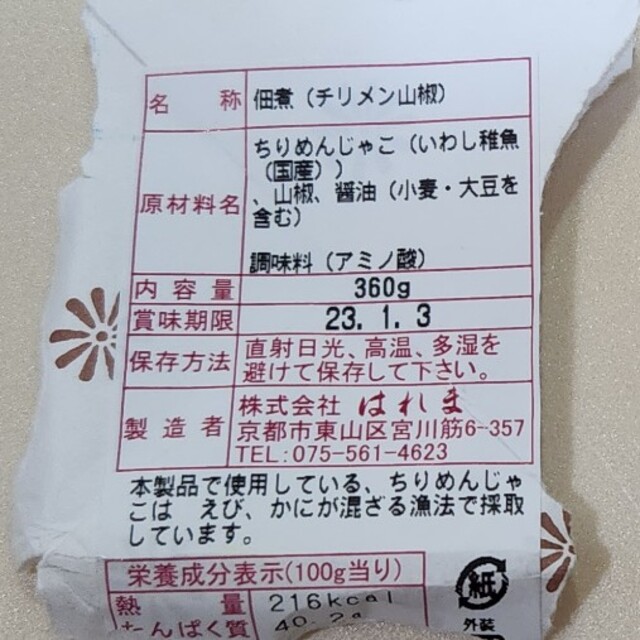 名称 佃煮（チリメン山椒）
原材料名 ちりめんじゃこ（いわし稚魚
（国産））
、山椒、醤油（小麦・大豆を
含む）
調味料（アミノ酸）
内容量 360g
賞味期限 23.1.3
保存方法 直射日光、高温、多湿を
避けて保存して下さい。
製造者 株式会社 はれま
京都市東山区宮川筋6-357
TEL:075-561-4623
本製品で使用している、ちりめんじゃ
こは えび、かにが混ざる漁法で採取
しています。
栄養成分表示(100g当り)
熱量 216kcal
たんぱく質 40.2g
紙
外装